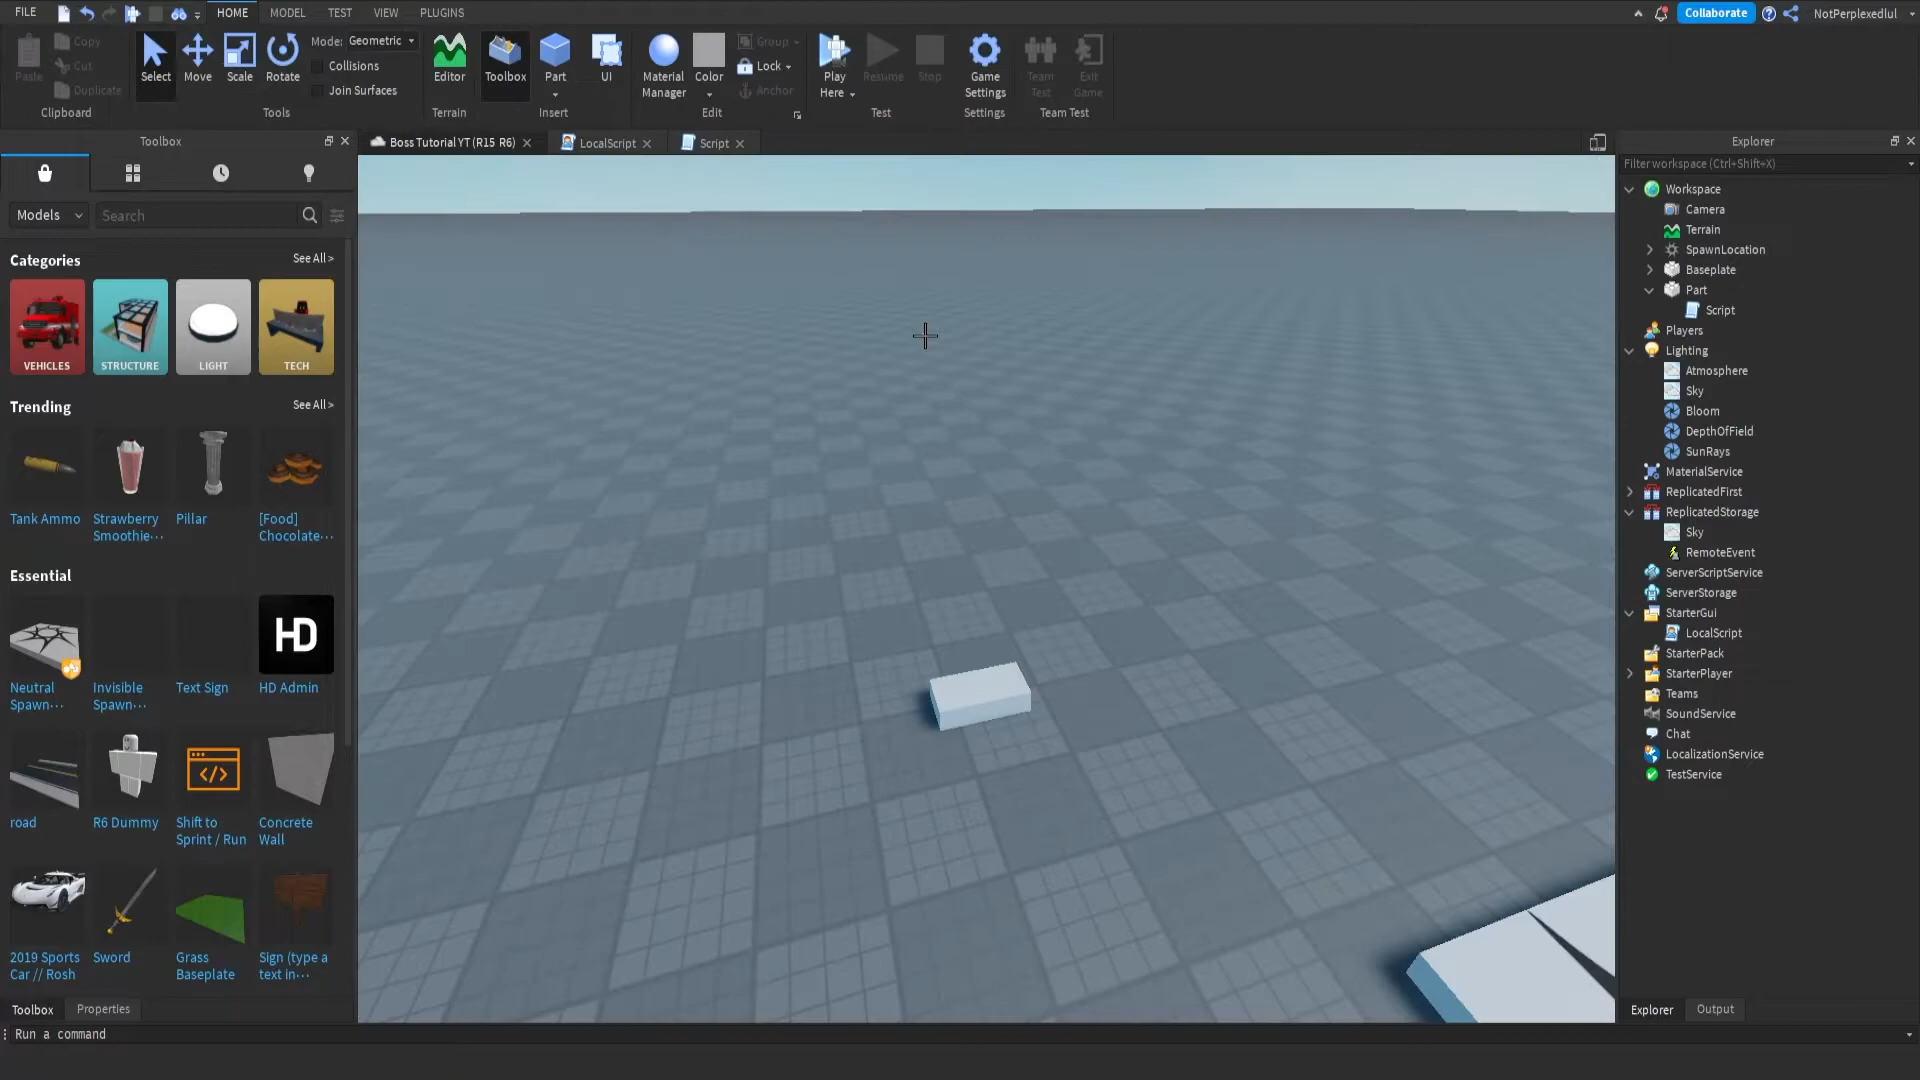 FILE HOME MODEL TEST VIEW PLUGINS Collaborate NotPerplexedlul
Paste Copy Cut Duplicate
Clipboard
Select Move Scale Rotate
Mode: Geometric
Collisions
Join Surfaces
Tools
Editor
Terrain
Toolbox Part UI
Insert
Material Manager Color
Group
Lock
Anchor
Edit
Play Here Resume Stop
Test
Game Settings
Settings
Team Test Exit Game
Team Test
Toolbox
Boss Tutorial YT (R15 R6) LocalScript Script
Models Search
Categories See All >
VEHICLES STRUCTURE LIGHT TECH
Trending See All >
Tank Ammo
Strawberry Smoothie...
Pillar
[Food] Chocolate...
Essential
HD
Neutral Spawn...
Invisible Spawn...
Text Sign
HD Admin
road
R6 Dummy
Shift to Sprint / Run
Concrete Wall
2019 Sports Car // Rosh
Sword
Grass Baseplate
Sign (type a text in...
Toolbox Properties
Run a command
Explorer
Filter workspace (Ctrl+Shift+X)
Workspace
Camera
Terrain
SpawnLocation
Baseplate
Part
Script
Players
Lighting
Atmosphere
Sky
Bloom
DepthOfField
SunRays
MaterialService
ReplicatedFirst
ReplicatedStorage
Sky
RemoteEvent
ServerScriptService
ServerStorage
StarterGui
LocalScript
StarterPack
StarterPlayer
Teams
SoundService
Chat
LocalizationService
TestService
Explorer Output